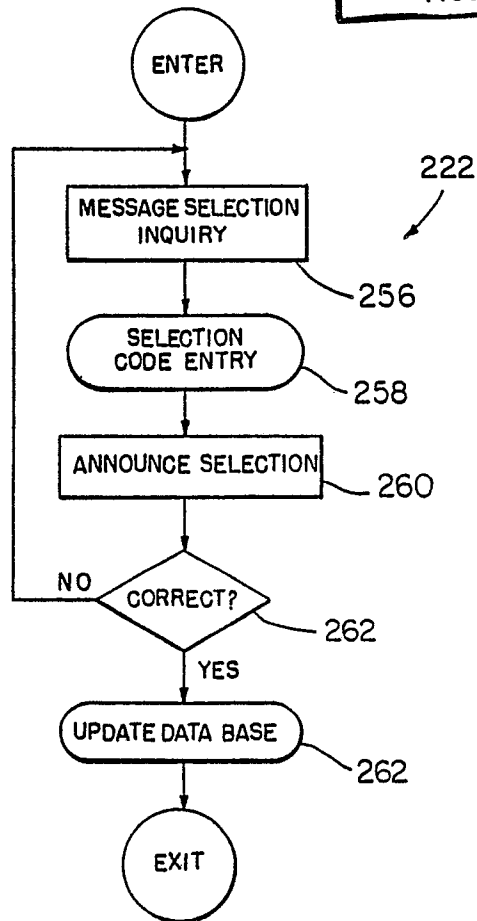 ENTER
222
MESSAGE SELECTION
INQUIRY
256
SELECTION
CODE ENTRY
258
ANNOUNCE SELECTION
260
NO
CORRECT?
262
YES
UPDATE DATA BASE
262
EXIT